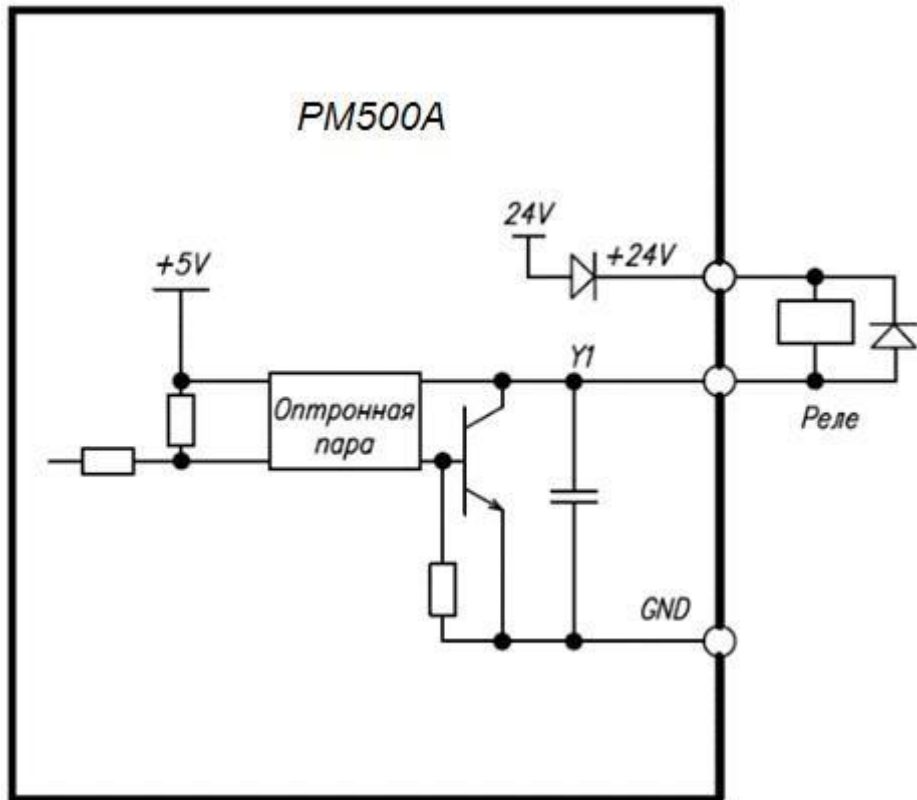 PM500A
24V
+24V
+5V
Y1
Оптронная
пара
Реле
GND